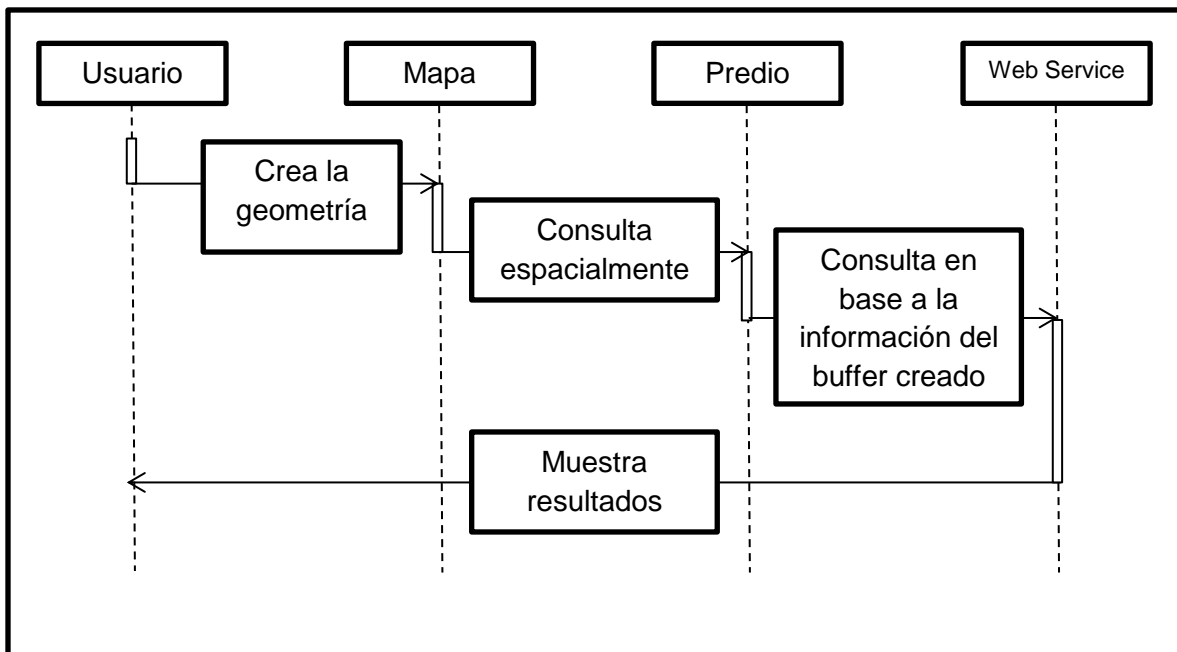 Usuario
Mapa
Predio
Web Service
Crea la
geometría
Consulta
espacialmente
Consulta en
base a la
información del
buffer creado
Muestra
resultados